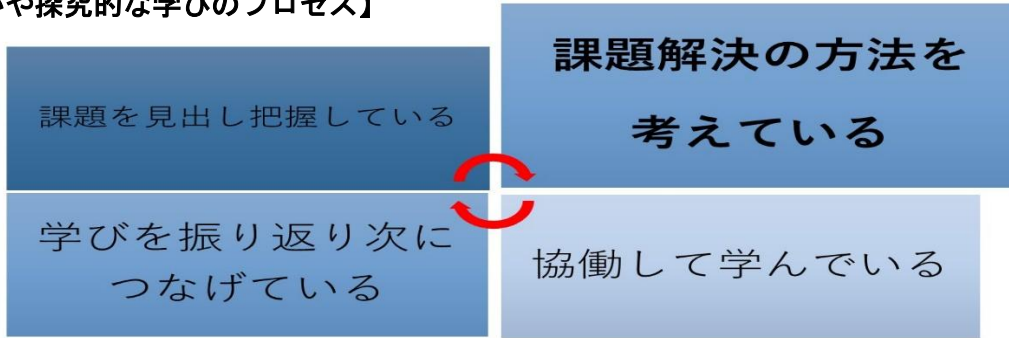 や探究的な学びのプロセス】
課題を見出し把握している
課題解決の方法を
考えている
学びを振り返り次に
つなげている
協働して学んでいる